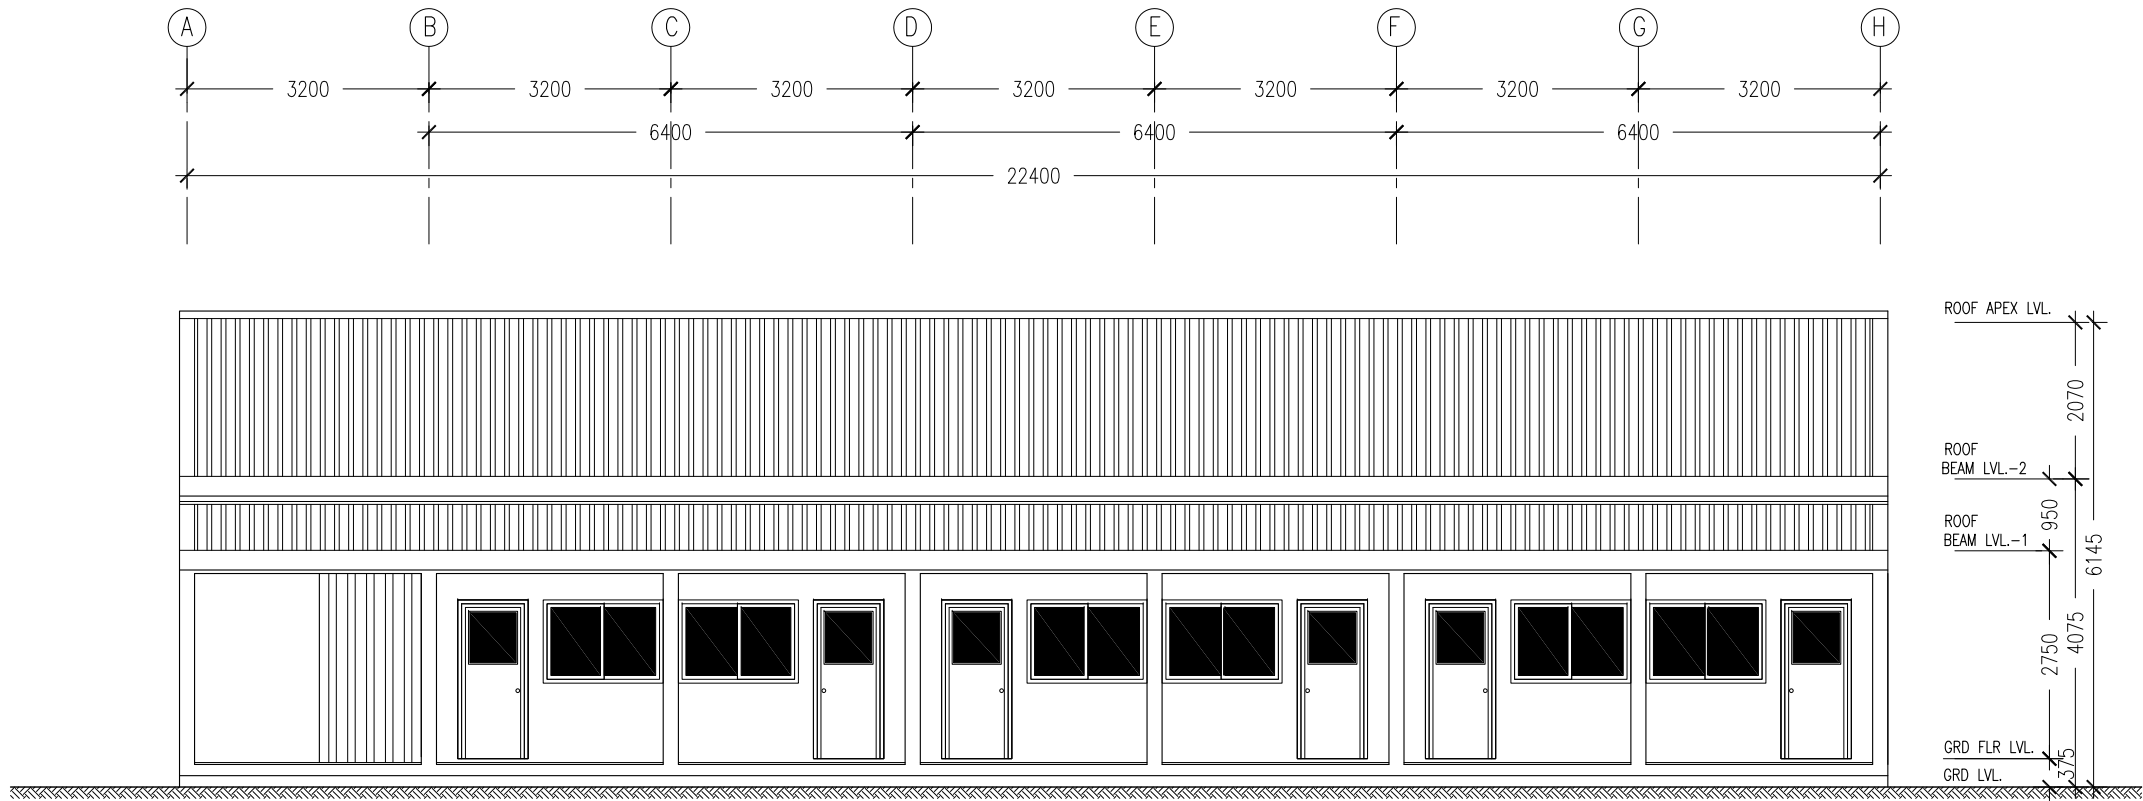 A B C D E F G H
3200 3200 3200 3200 3200 3200 3200
6400 6400 6400
22400
ROOF APEX LVL.
2070
ROOF
BEAM LVL.-2
950
ROOF
BEAM LVL.-1
6145
4075
2750
GRD FLR LVL.
375
GRD LVL.